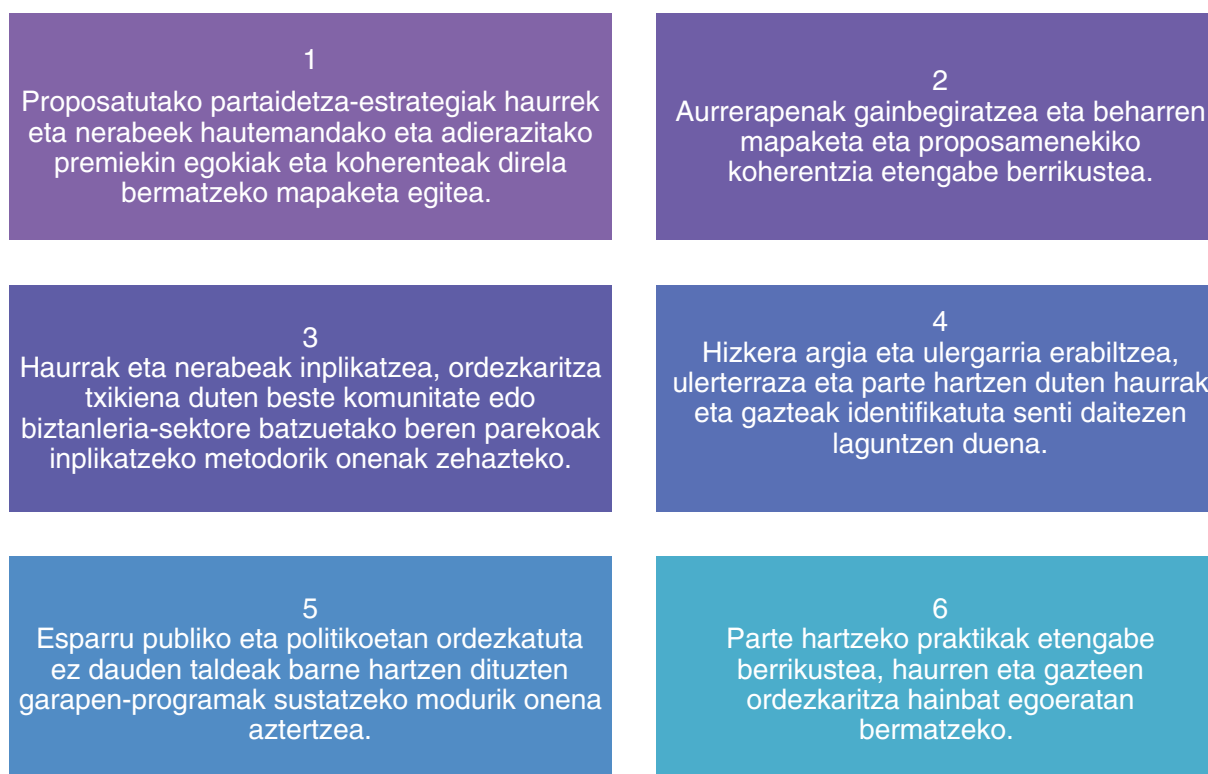 1
Proposatutako partaidetza-estrategiak haurrek
eta nerabeek hautemandako eta adierazitako
premiekin egokiak eta koherenteak direla
bermatzeko mapaketa egitea.
2
Aurrerapenak gainbegiratzea eta beharren
mapaketa eta proposamenekiko
koherentzia etengabe berrikustea.
3
Haurrak eta nerabeak inplikatzea, ordezkaritza
txikiena duten beste komunitate edo
biztanleria-sektore batzuetako beren parekoak
inplikatzeko metodorik onenak zehazteko.
4
Hizkera argia eta ulergarria erabiltzea,
ulerterraza eta parte hartzen duten haurrak
eta gazteak identifikatuta senti daitezen
laguntzen duena.
5
Esparru publiko eta politikoetan ordezkatuta
ez dauden taldeak barne hartzen dituzten
garapen-programak sustatzeko modurik onena
aztertzea.
6
Parte hartzeko praktikak etengabe
berrikustea, haurren eta gazteen
ordezkaritza hainbat egoeratan
bermatzeko.